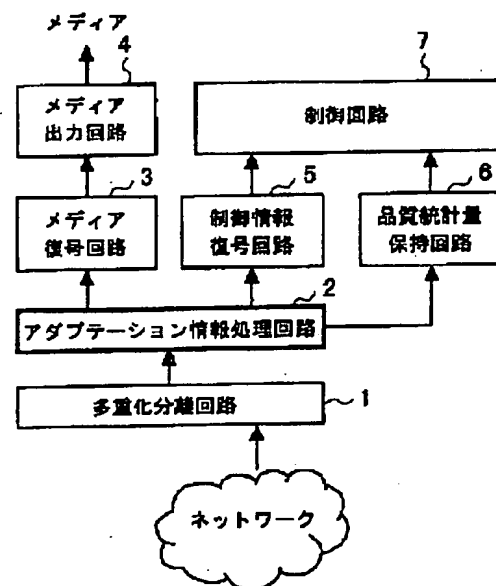 メディア
4
7
メディア
出力回路
制御回路
3
5
6
メディア
復号回路
制御情報
復号回路
品質統計量
保持回路
2
アダプテーション情報処理回路
多重化分離回路
1
ネットワーク